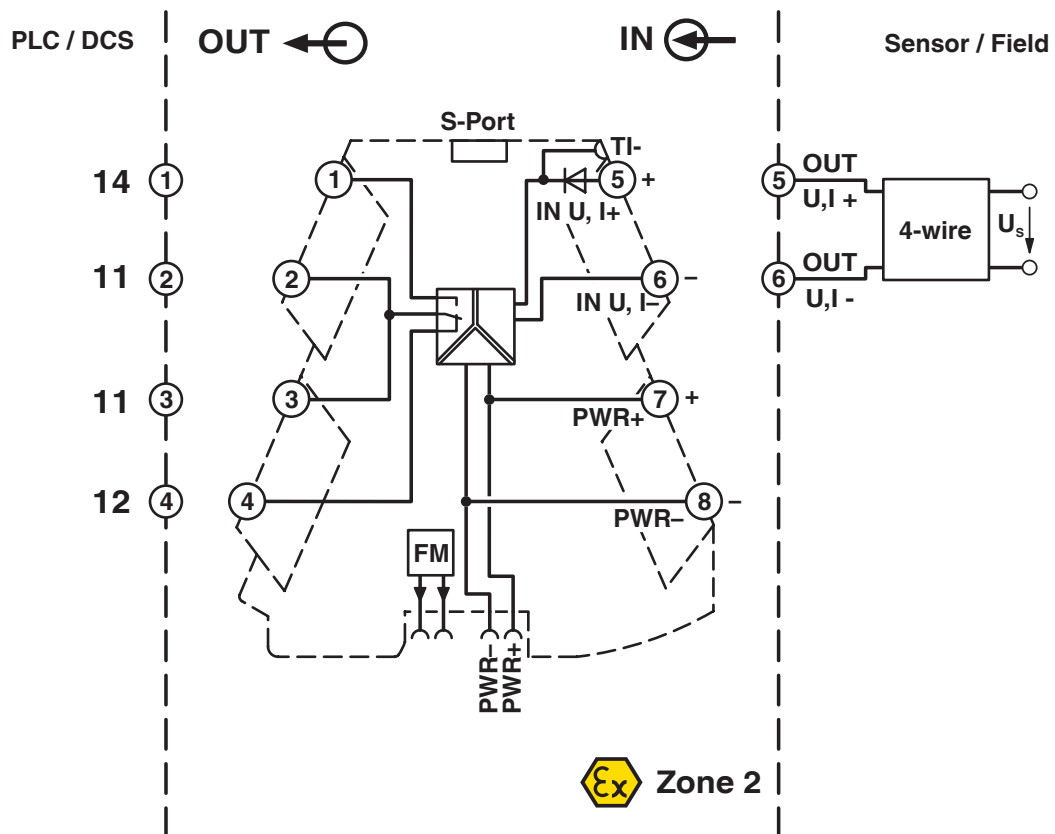 PLC / DCS
OUT
IN
Sensor / Field
S-Port
TI-
14 1
1
5 +
IN U, I+
5 OUT
U,I +
4-wire
Us
11 2
2
6 –
IN U, I–
6 OUT
U,I -
11 3
3
7 +
PWR+
12 4
4
8 –
PWR–
FM
PWR–
PWR+
Ex Zone 2